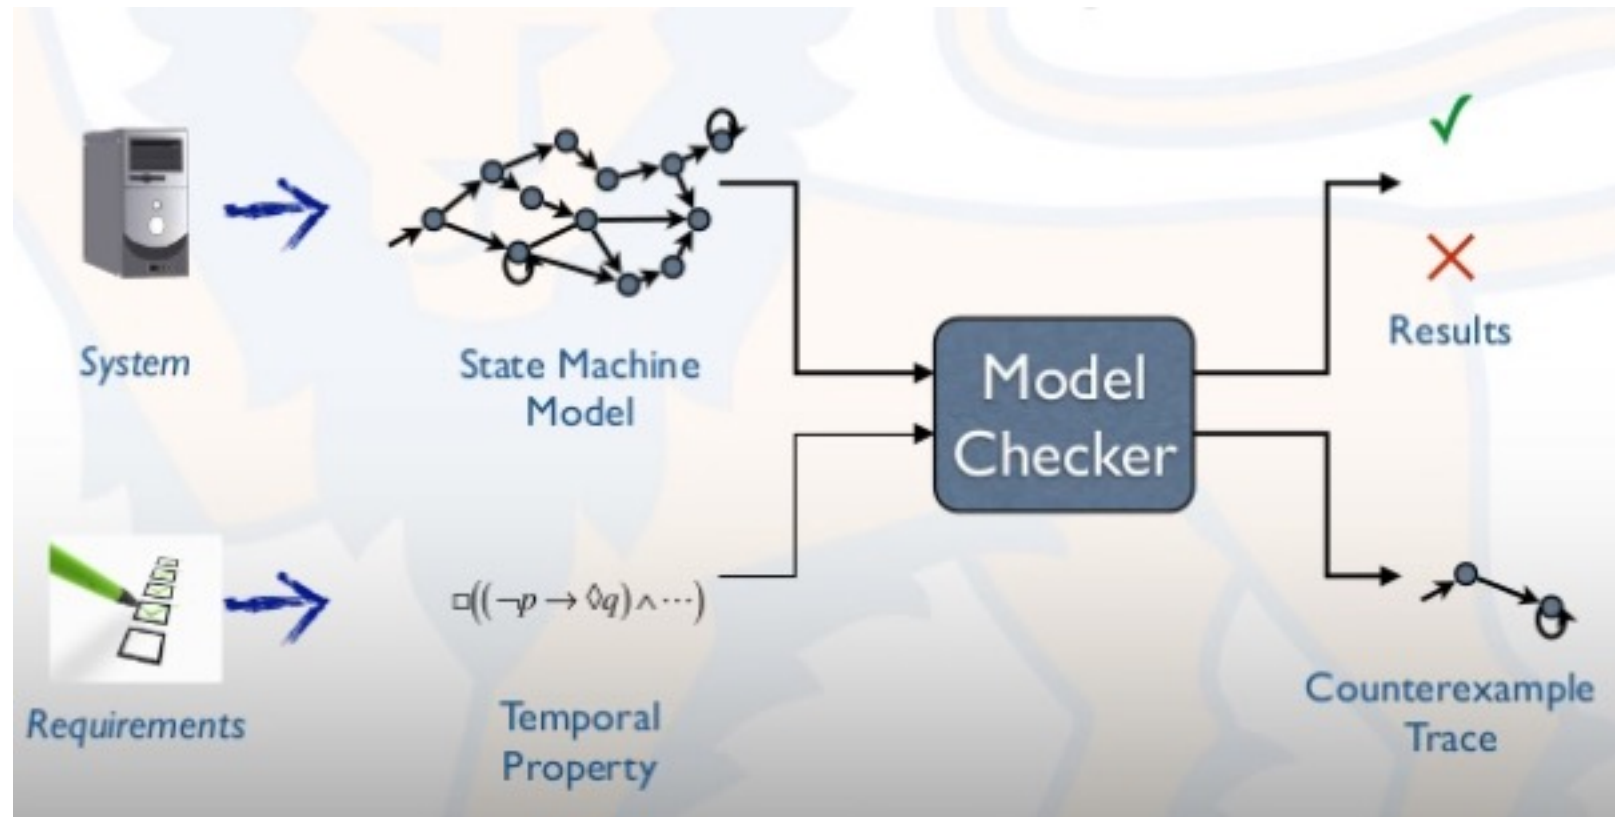 System
State Machine
Model
Model
Checker
Results
Requirements
□((¬p → ◊q) ∧ ⋯)
Temporal
Property
Counterexample
Trace